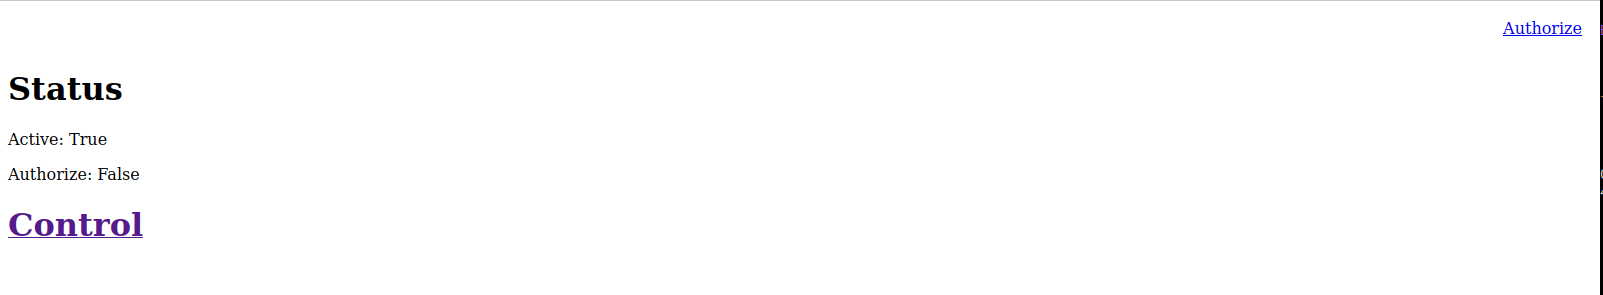 Authorize
Status
Active: True
Authorize: False
Control